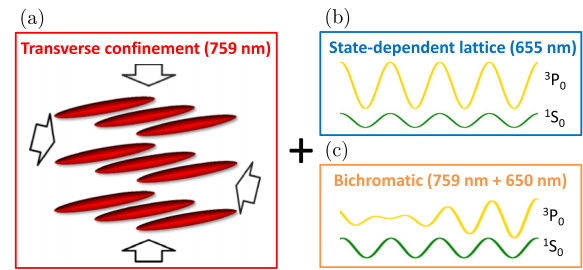 (a)
Transverse confinement (759 nm)
+
(b)
State-dependent lattice (655 nm)
³P₀
¹S₀
(c)
Bichromatic (759 nm + 650 nm)
³P₀
¹S₀